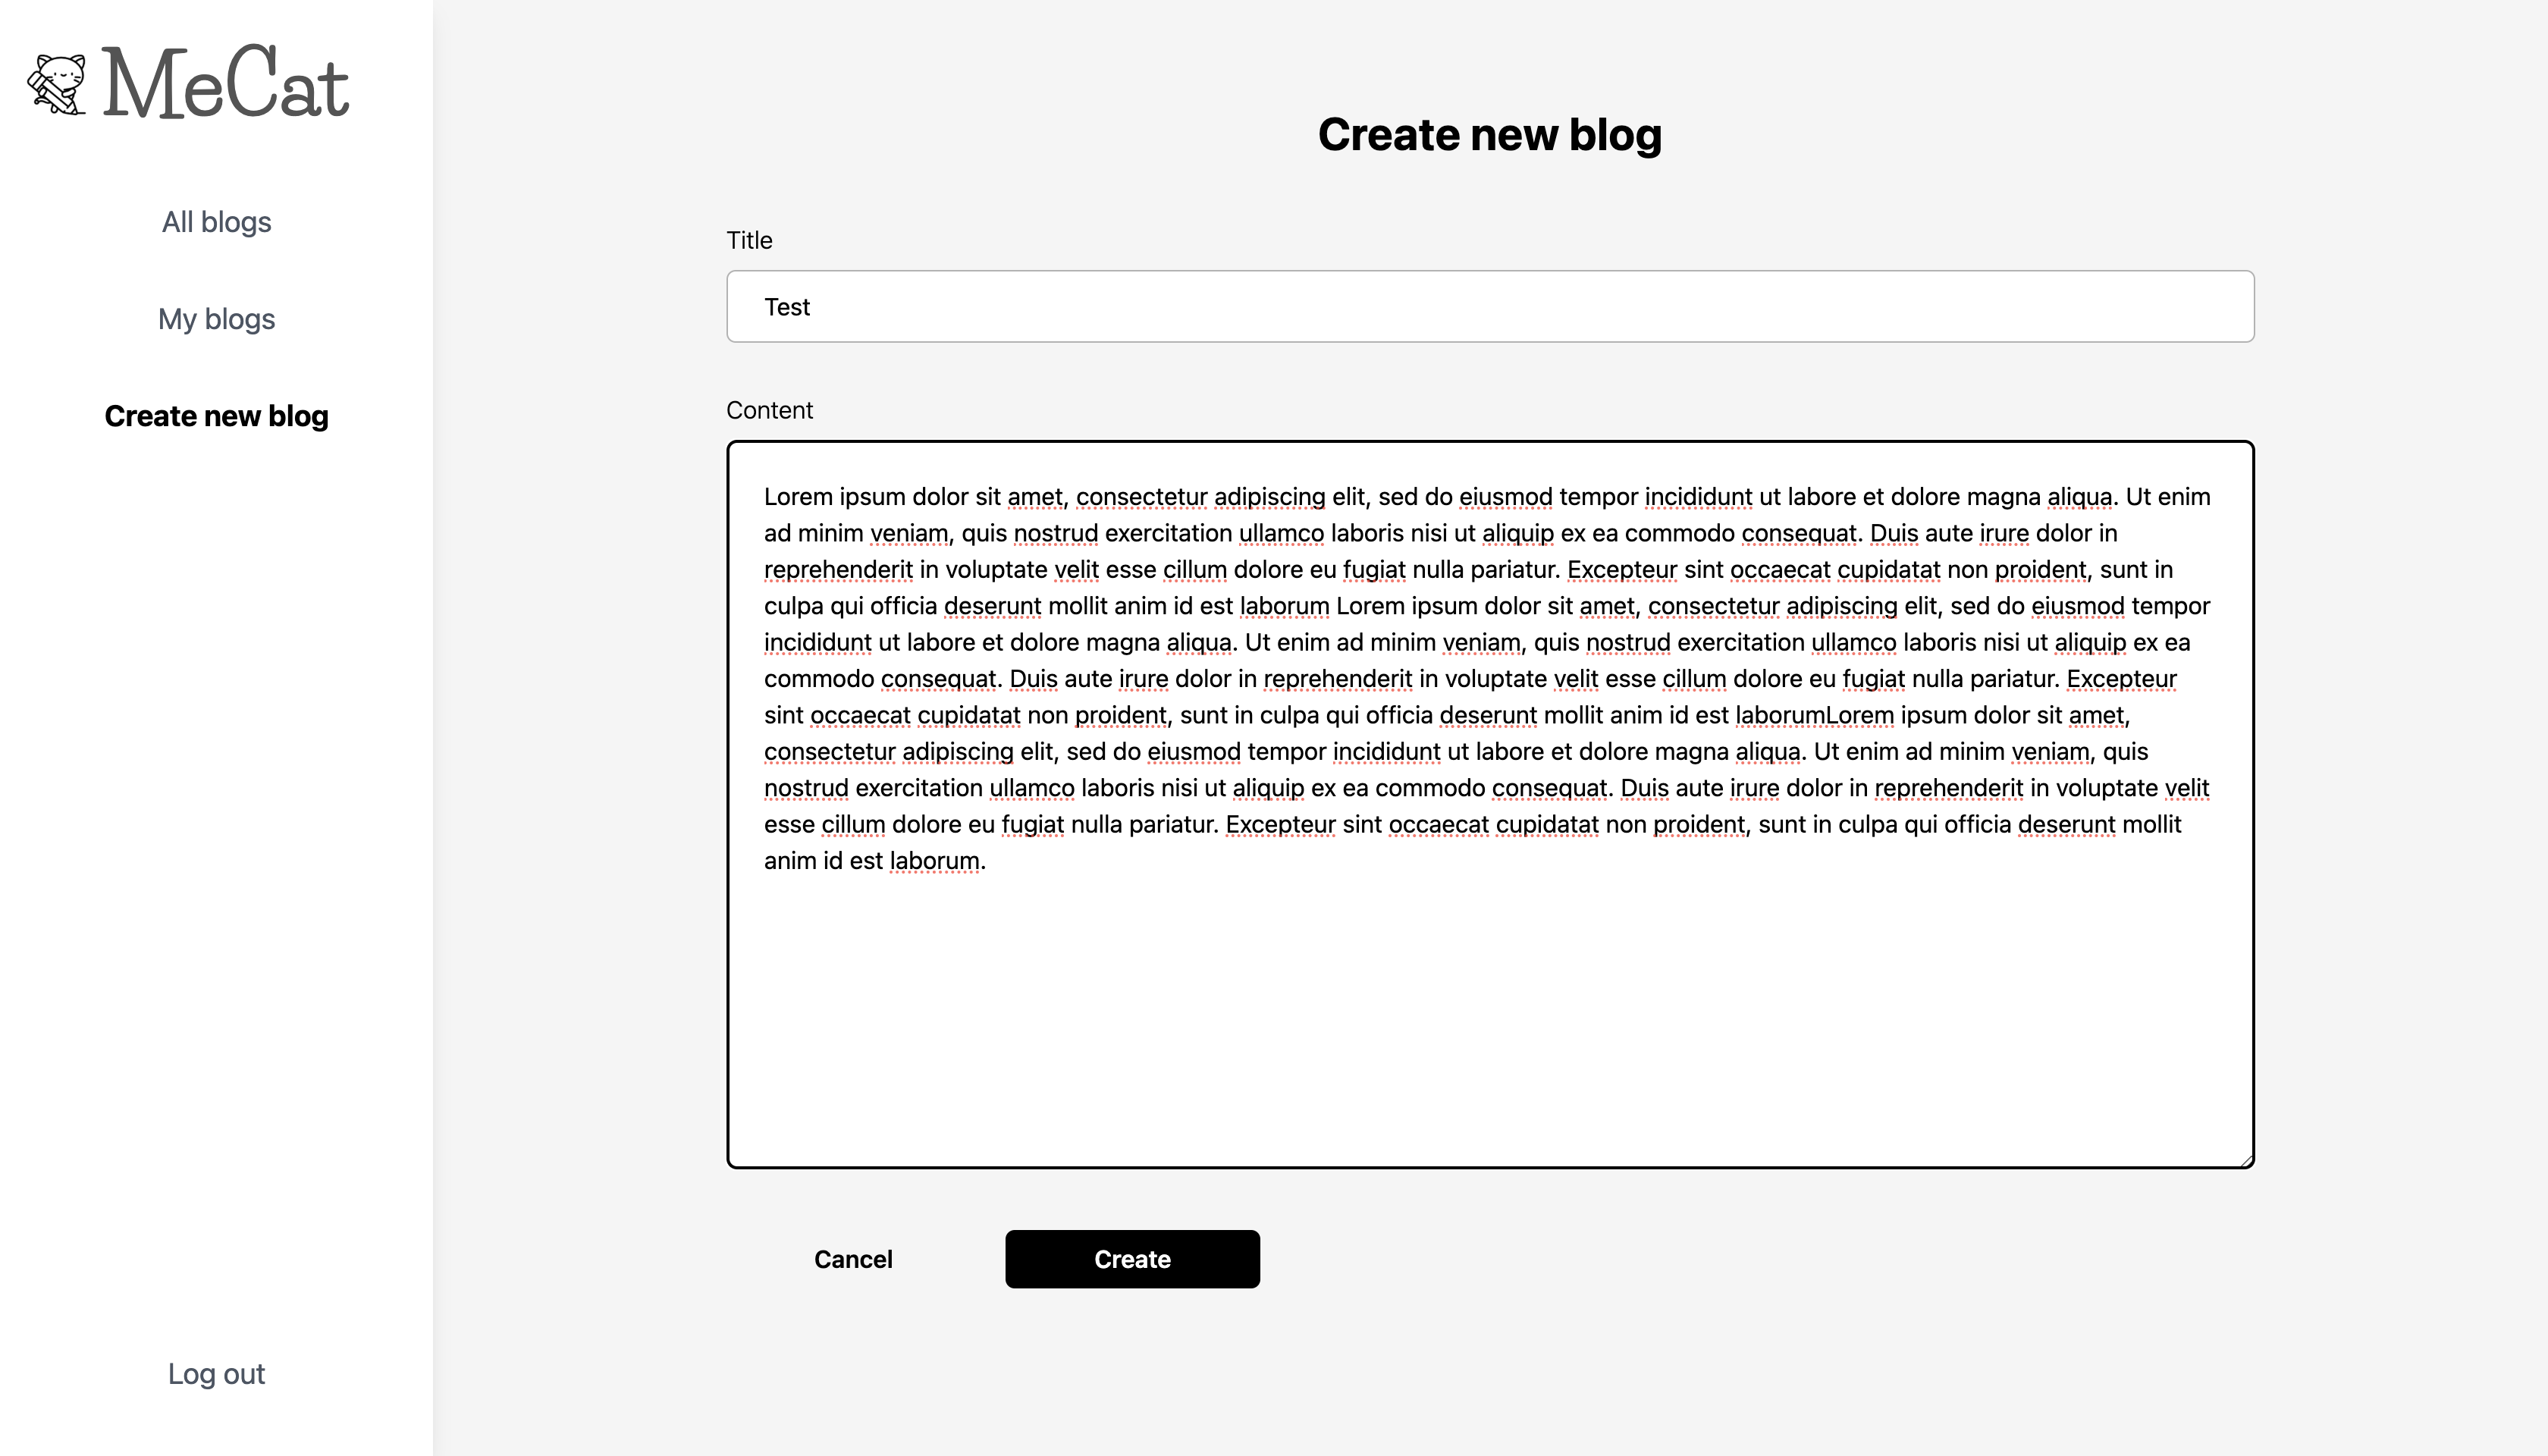 MeCat
All blogs
My blogs
Create new blog
Log out
Create new blog
Title
Test
Content
Lorem ipsum dolor sit amet, consectetur adipiscing elit, sed do eiusmod tempor incididunt ut labore et dolore magna aliqua. Ut enim
ad minim veniam, quis nostrud exercitation ullamco laboris nisi ut aliquip ex ea commodo consequat. Duis aute irure dolor in
reprehenderit in voluptate velit esse cillum dolore eu fugiat nulla pariatur. Excepteur sint occaecat cupidatat non proident, sunt in
culpa qui officia deserunt mollit anim id est laborum Lorem ipsum dolor sit amet, consectetur adipiscing elit, sed do eiusmod tempor
incididunt ut labore et dolore magna aliqua. Ut enim ad minim veniam, quis nostrud exercitation ullamco laboris nisi ut aliquip ex ea
commodo consequat. Duis aute irure dolor in reprehenderit in voluptate velit esse cillum dolore eu fugiat nulla pariatur. Excepteur
sint occaecat cupidatat non proident, sunt in culpa qui officia deserunt mollit anim id est laborumLorem ipsum dolor sit amet,
consectetur adipiscing elit, sed do eiusmod tempor incididunt ut labore et dolore magna aliqua. Ut enim ad minim veniam, quis
nostrud exercitation ullamco laboris nisi ut aliquip ex ea commodo consequat. Duis aute irure dolor in reprehenderit in voluptate velit
esse cillum dolore eu fugiat nulla pariatur. Excepteur sint occaecat cupidatat non proident, sunt in culpa qui officia deserunt mollit
anim id est laborum.
Cancel
Create